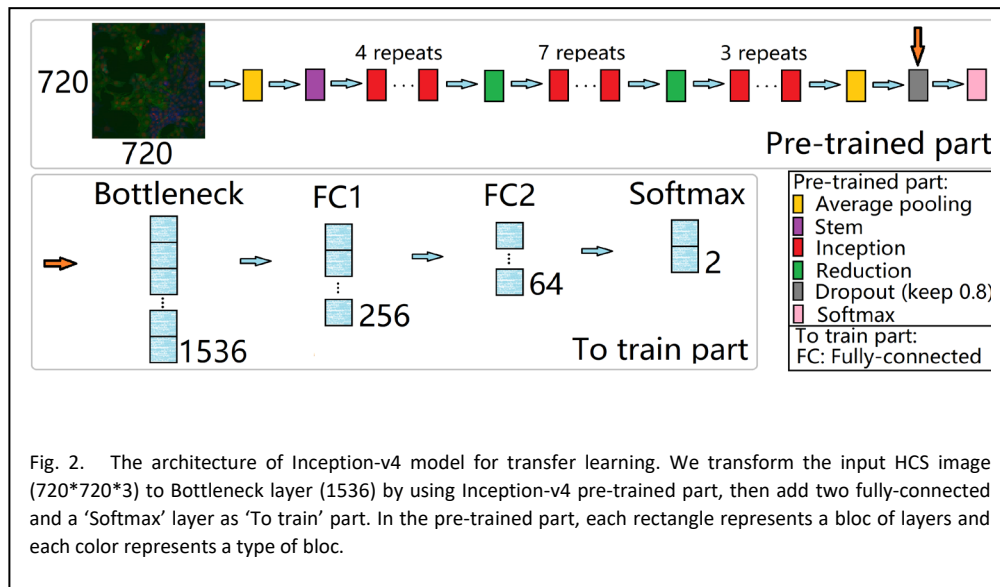 4 repeats
7 repeats
3 repeats
720
720
Pre-trained part
Bottleneck
FC1
FC2
Softmax
1536
256
64
2
To train part
Pre-trained part:
Average pooling
Stem
Inception
Reduction
Dropout (keep 0.8)
Softmax
To train part:
FC: Fully-connected
Fig. 2. The architecture of Inception-v4 model for transfer learning. We transform the input HCS image
(720*720*3) to Bottleneck layer (1536) by using Inception-v4 pre-trained part, then add two fully-connected
and a ‘Softmax’ layer as ‘To train’ part. In the pre-trained part, each rectangle represents a bloc of layers and
each color represents a type of bloc.